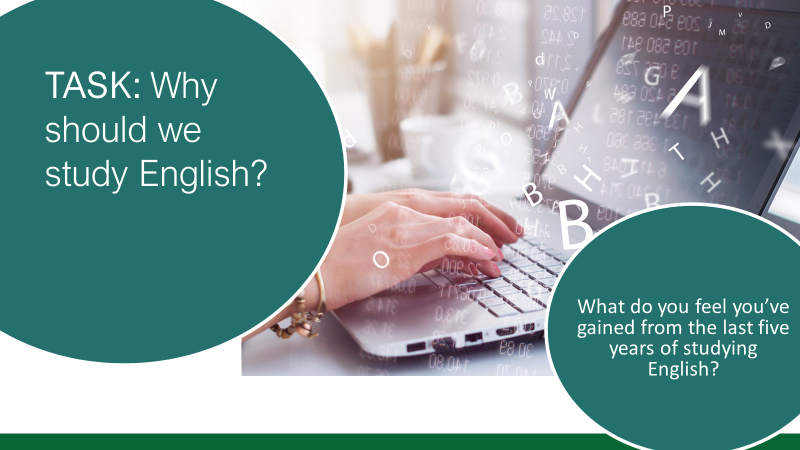 TASK: Why
should we
study English?
What do you feel you’ve
gained from the last five
years of studying
English?